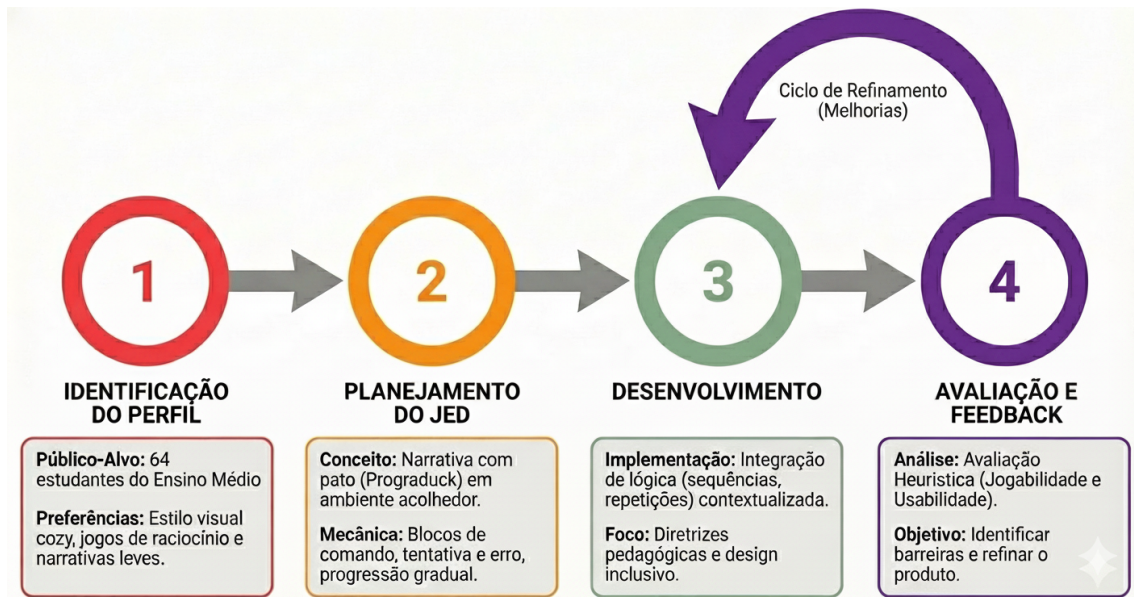 Ciclo de Refinamento
(Melhorias)
1
2
3
4
IDENTIFICAÇÃO
DO PERFIL
Público-Alvo: 64
estudantes do Ensino Médio
Preferências: Estilo visual
cozy, jogos de raciocínio e
narrativas leves.
PLANEJAMENTO
DO JED
Conceito: Narrativa com
pato (Prograduck) em
ambiente acolhedor.
Mecânica: Blocos de
comando, tentativa e erro,
progressão gradual.
DESENVOLVIMENTO
Implementação: Integração
de lógica (sequências,
repetições) contextualizada.
Foco: Diretrizes
pedagógicas e design
inclusivo.
AVALIAÇÃO E
FEEDBACK
Análise: Avaliação
Heuristica (Jogabilidade e
Usabilidade).
Objetivo: Identificar
barreiras e refinar o
produto.